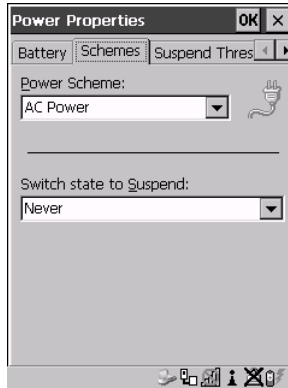 Power Properties OK ×
Battery Schemes Suspend Thres
Power Scheme:
AC Power
Switch state to Suspend:
Never